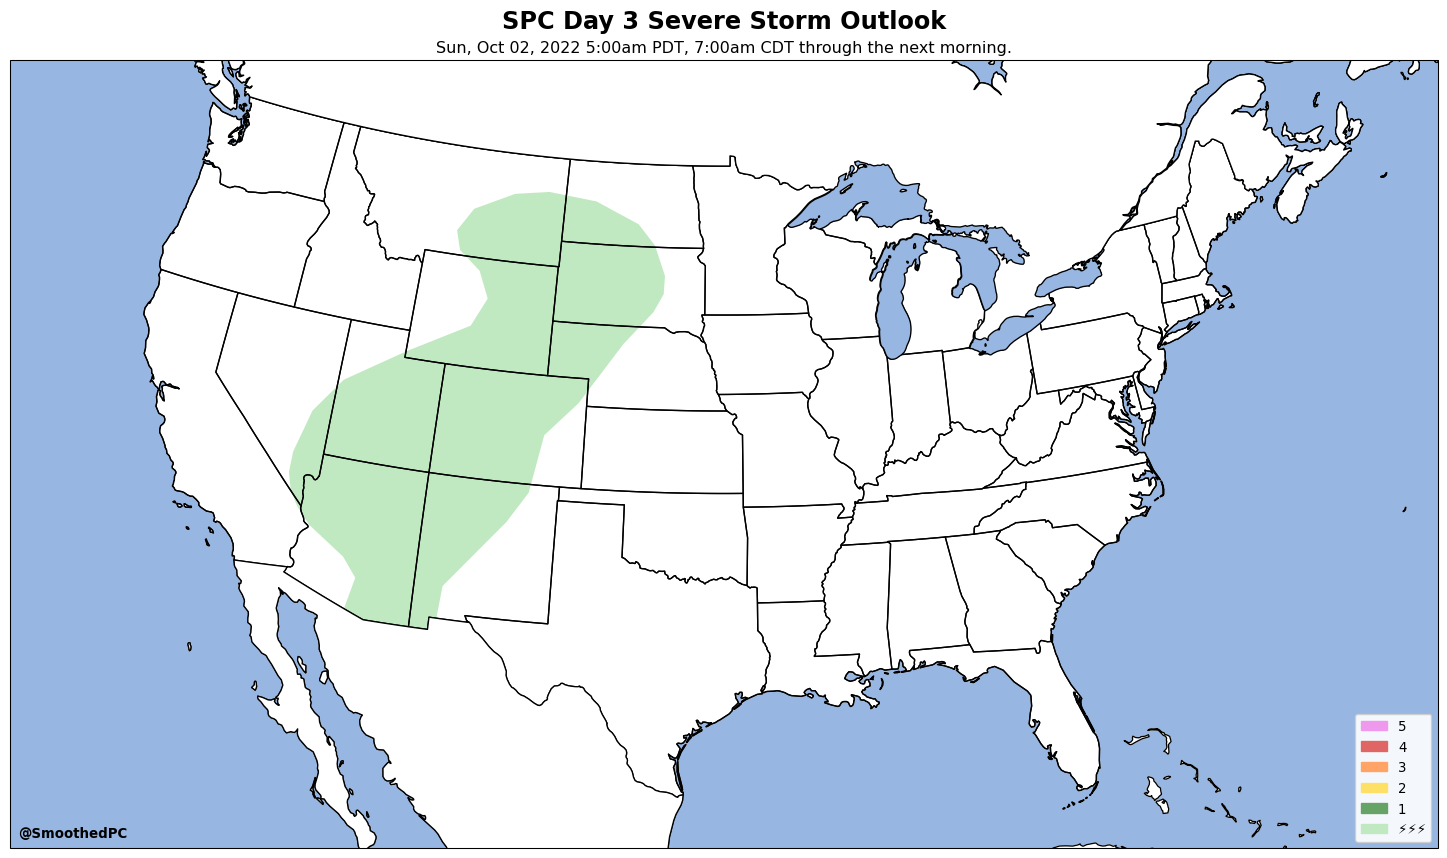 SPC Day 3 Severe Storm Outlook
Sun, Oct 02, 2022 5:00am PDT, 7:00am CDT through the next morning.
5
4
3
2
1
⚡⚡⚡
@SmoothedPC